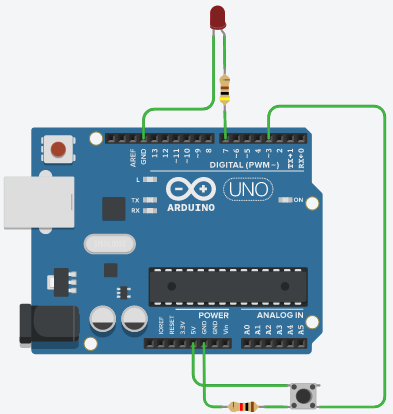 AREF
GND
13
12
~11
~10
~9
8
7
~6
~5
4
~3
2
TX→1
RX←0
DIGITAL (PWM~)
L
TX
RX
UNO
ARDUINO
ON
POWER
ANALOG IN
IOREF
RESET
3.3V
5V
GND
GND
Vin
A0
A1
A2
A3
A4
A5